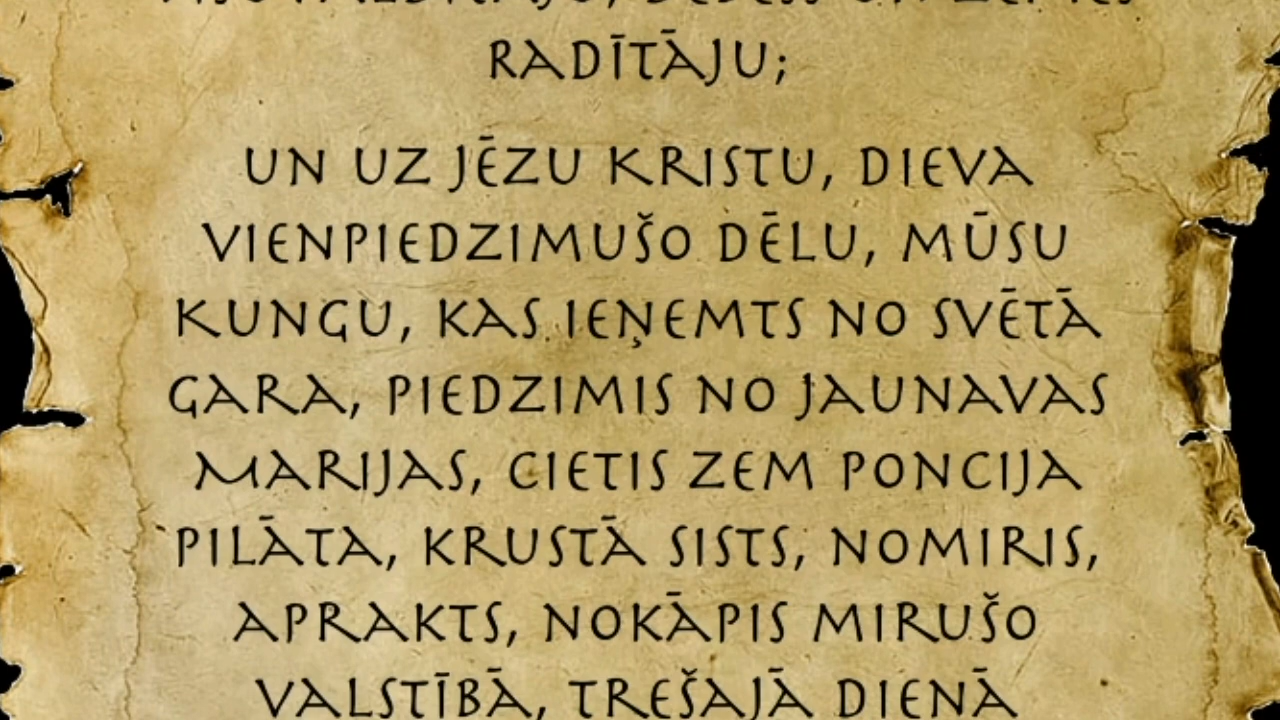 RADĪTĀJU;
UN UZ JĒZU KRISTU, DIEVA
VIENPIEDZIMUŠO DĒLU, MŪSU
KUNGU, KAS IEŅEMTS NO SVĒTĀ
GARA, PIEDZIMIS NO JAUNAVAS
MARIJAS, CIETIS ZEM PONCIJA
PILĀTA, KRUSTĀ SISTS, NOMIRIS,
APRAKTS, NOKĀPIS MIRUŠO
VALSTĪBĀ, TREŠAJĀ DIENĀ